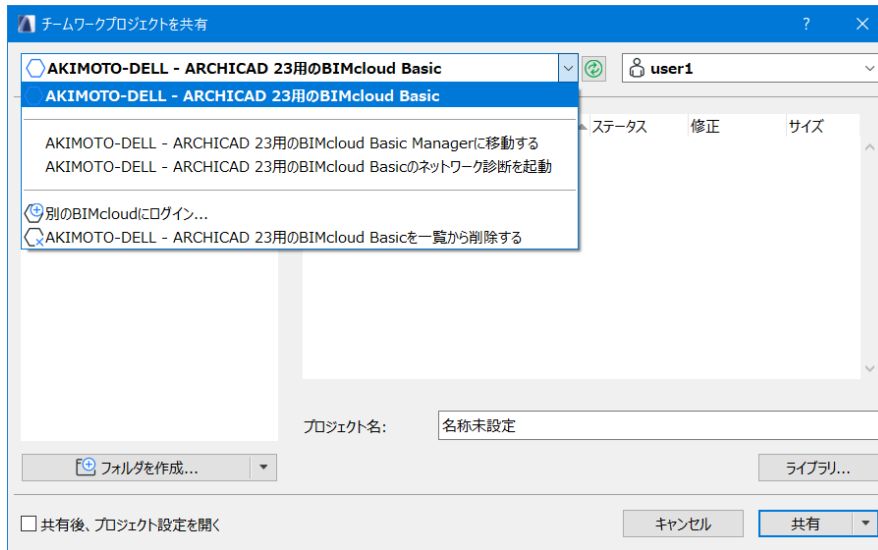 チームワークプロジェクトを共有
AKIMOTO-DELL - ARCHICAD 23用のBIMcloud Basic
user1
AKIMOTO-DELL - ARCHICAD 23用のBIMcloud Basic
ステータス 修正 サイズ
AKIMOTO-DELL - ARCHICAD 23用のBIMcloud Basic Managerに移動する
AKIMOTO-DELL - ARCHICAD 23用のBIMcloud Basicのネットワーク診断を起動
別のBIMcloudにログイン...
AKIMOTO-DELL - ARCHICAD 23用のBIMcloud Basicを一覧から削除する
プロジェクト名: 名称未設定
フォルダを作成...
ライブラリ...
共有後、プロジェクト設定を開く
キャンセル
共有